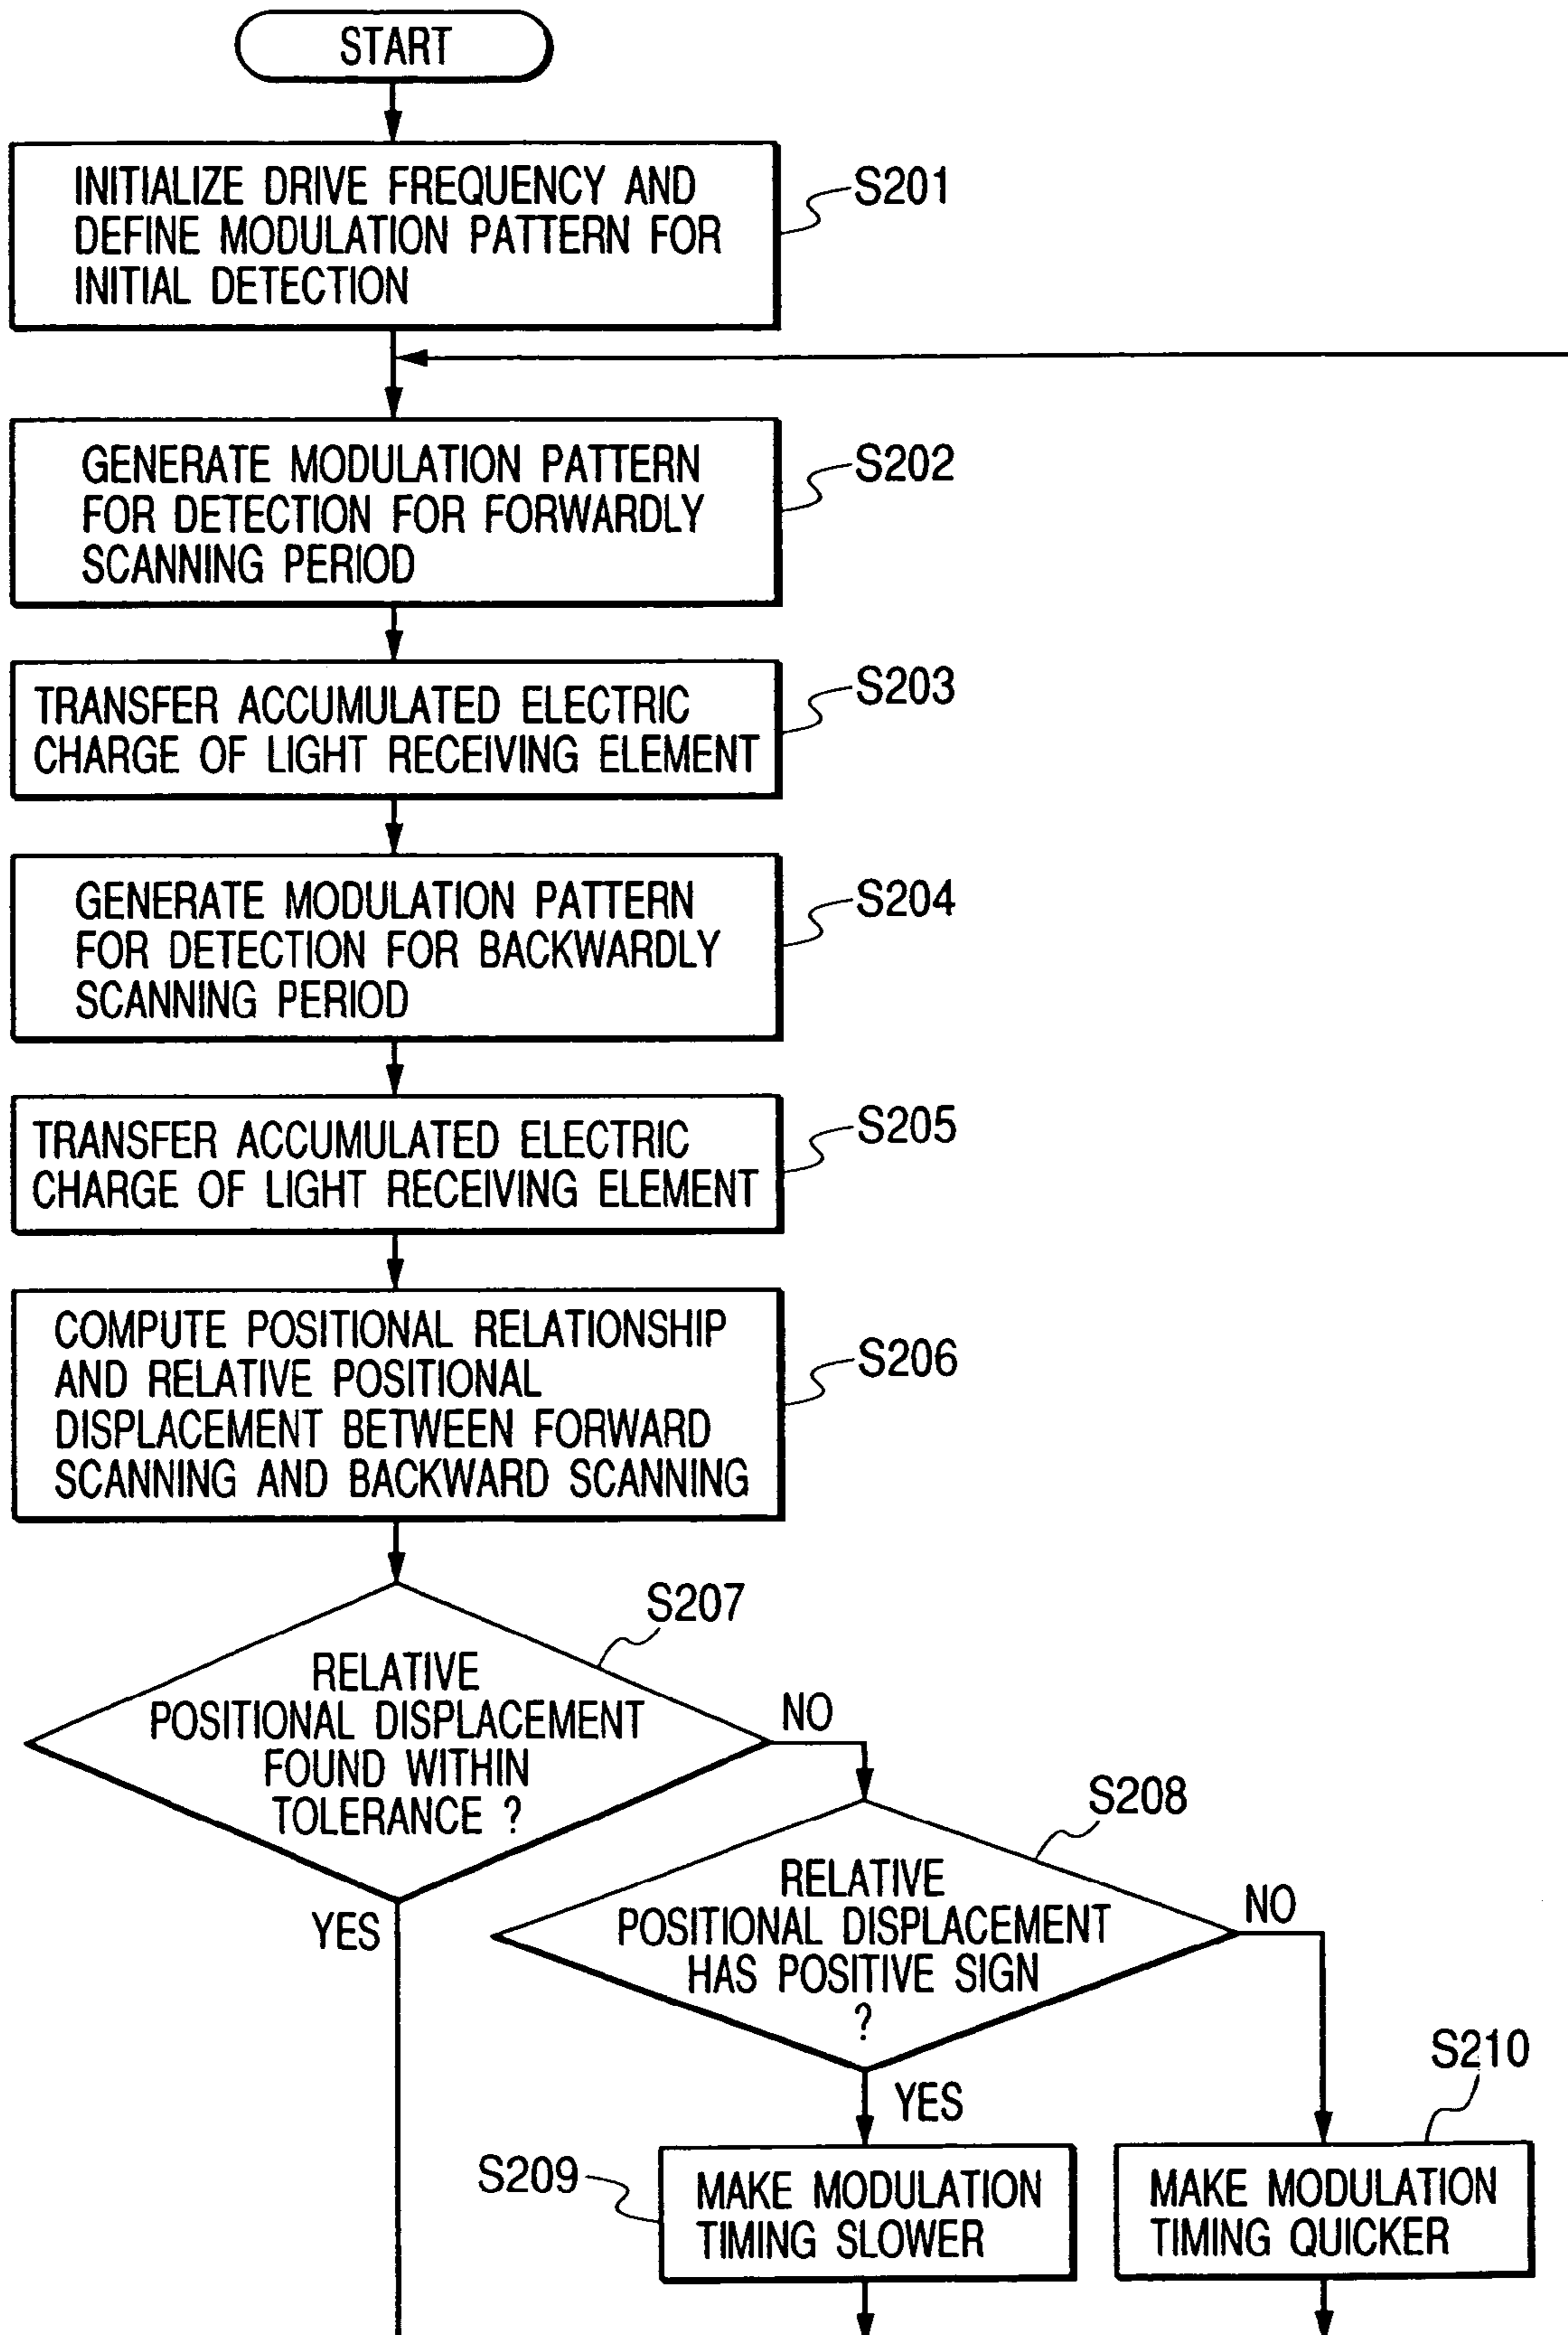 START
INITIALIZE DRIVE FREQUENCY AND
DEFINE MODULATION PATTERN FOR
INITIAL DETECTION
S201
GENERATE MODULATION PATTERN
FOR DETECTION FOR FORWARDLY
SCANNING PERIOD
S202
TRANSFER ACCUMULATED ELECTRIC
CHARGE OF LIGHT RECEIVING ELEMENT
S203
GENERATE MODULATION PATTERN
FOR DETECTION FOR BACKWARDLY
SCANNING PERIOD
S204
TRANSFER ACCUMULATED ELECTRIC
CHARGE OF LIGHT RECEIVING ELEMENT
S205
COMPUTE POSITIONAL RELATIONSHIP
AND RELATIVE POSITIONAL
DISPLACEMENT BETWEEN FORWARD
SCANNING AND BACKWARD SCANNING
S206
S207
RELATIVE
POSITIONAL DISPLACEMENT
FOUND WITHIN
TOLERANCE ?
NO
YES
S208
RELATIVE
POSITIONAL DISPLACEMENT
HAS POSITIVE SIGN
?
NO
YES
S209
MAKE MODULATION
TIMING SLOWER
S210
MAKE MODULATION
TIMING QUICKER